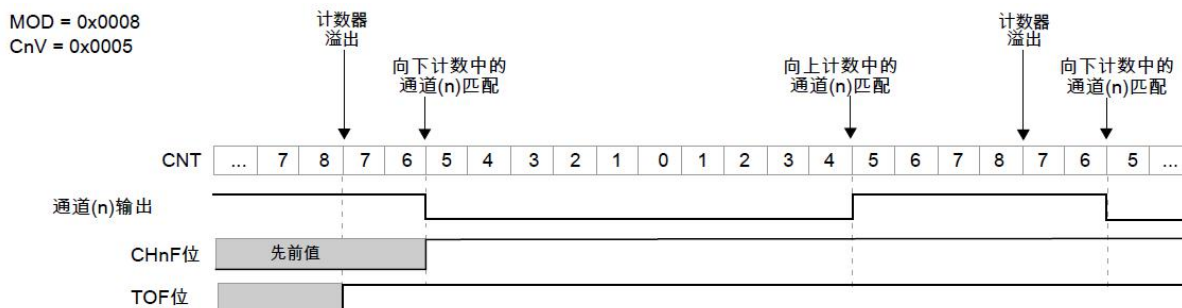 MOD = 0x0008
CnV = 0x0005
计数器
溢出
向下计数中的
通道(n)匹配
向上计数中的
通道(n)匹配
计数器
溢出
向下计数中的
通道(n)匹配
CNT ... 7 8 7 6 5 4 3 2 1 0 1 2 3 4 5 6 7 8 7 6 5 ...
通道(n)输出
CHnF位 先前值
TOF位